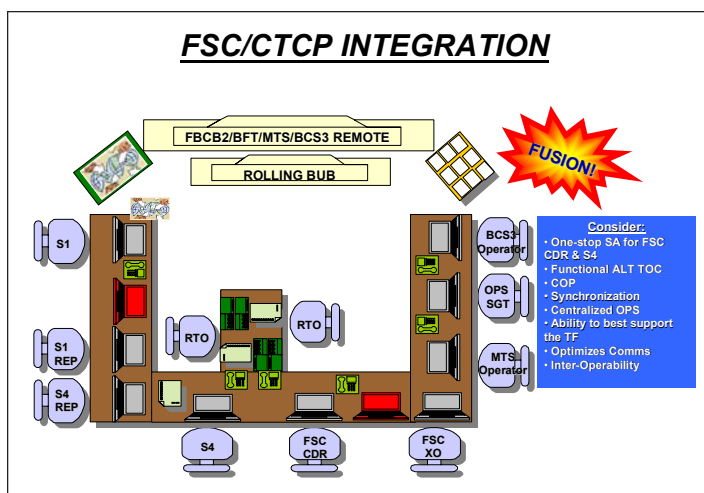 FSC/CTCP INTEGRATION
FBCB2/BFT/MTS/BCS3 REMOTE
ROLLING BUB
FUSION!
S1
S1
REP
S4
REP
RTO
RTO
S4
FSC
CDR
FSC
XO
BCS3
Operator
OPS
SGT
MTS
Operator
Consider:
• One-stop SA for FSC
CDR & S4
• Functional ALT TOC
• COP
• Synchronization
• Centralized OPS
• Ability to best support
the TF
• Optimizes Comms
• Inter-Operability